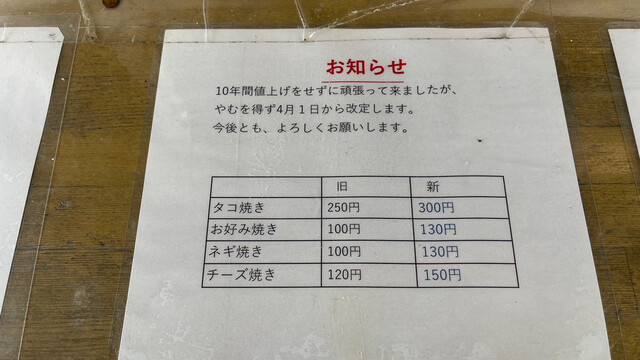 お知らせ
10年間値上げをせずに頑張って来ましたが、
やむを得ず4月１日から改定します。
今後とも、よろしくお願いします。
旧 新
タコ焼き 250円 300円
お好み焼き 100円 130円
ネギ焼き 100円 130円
チーズ焼き 120円 150円